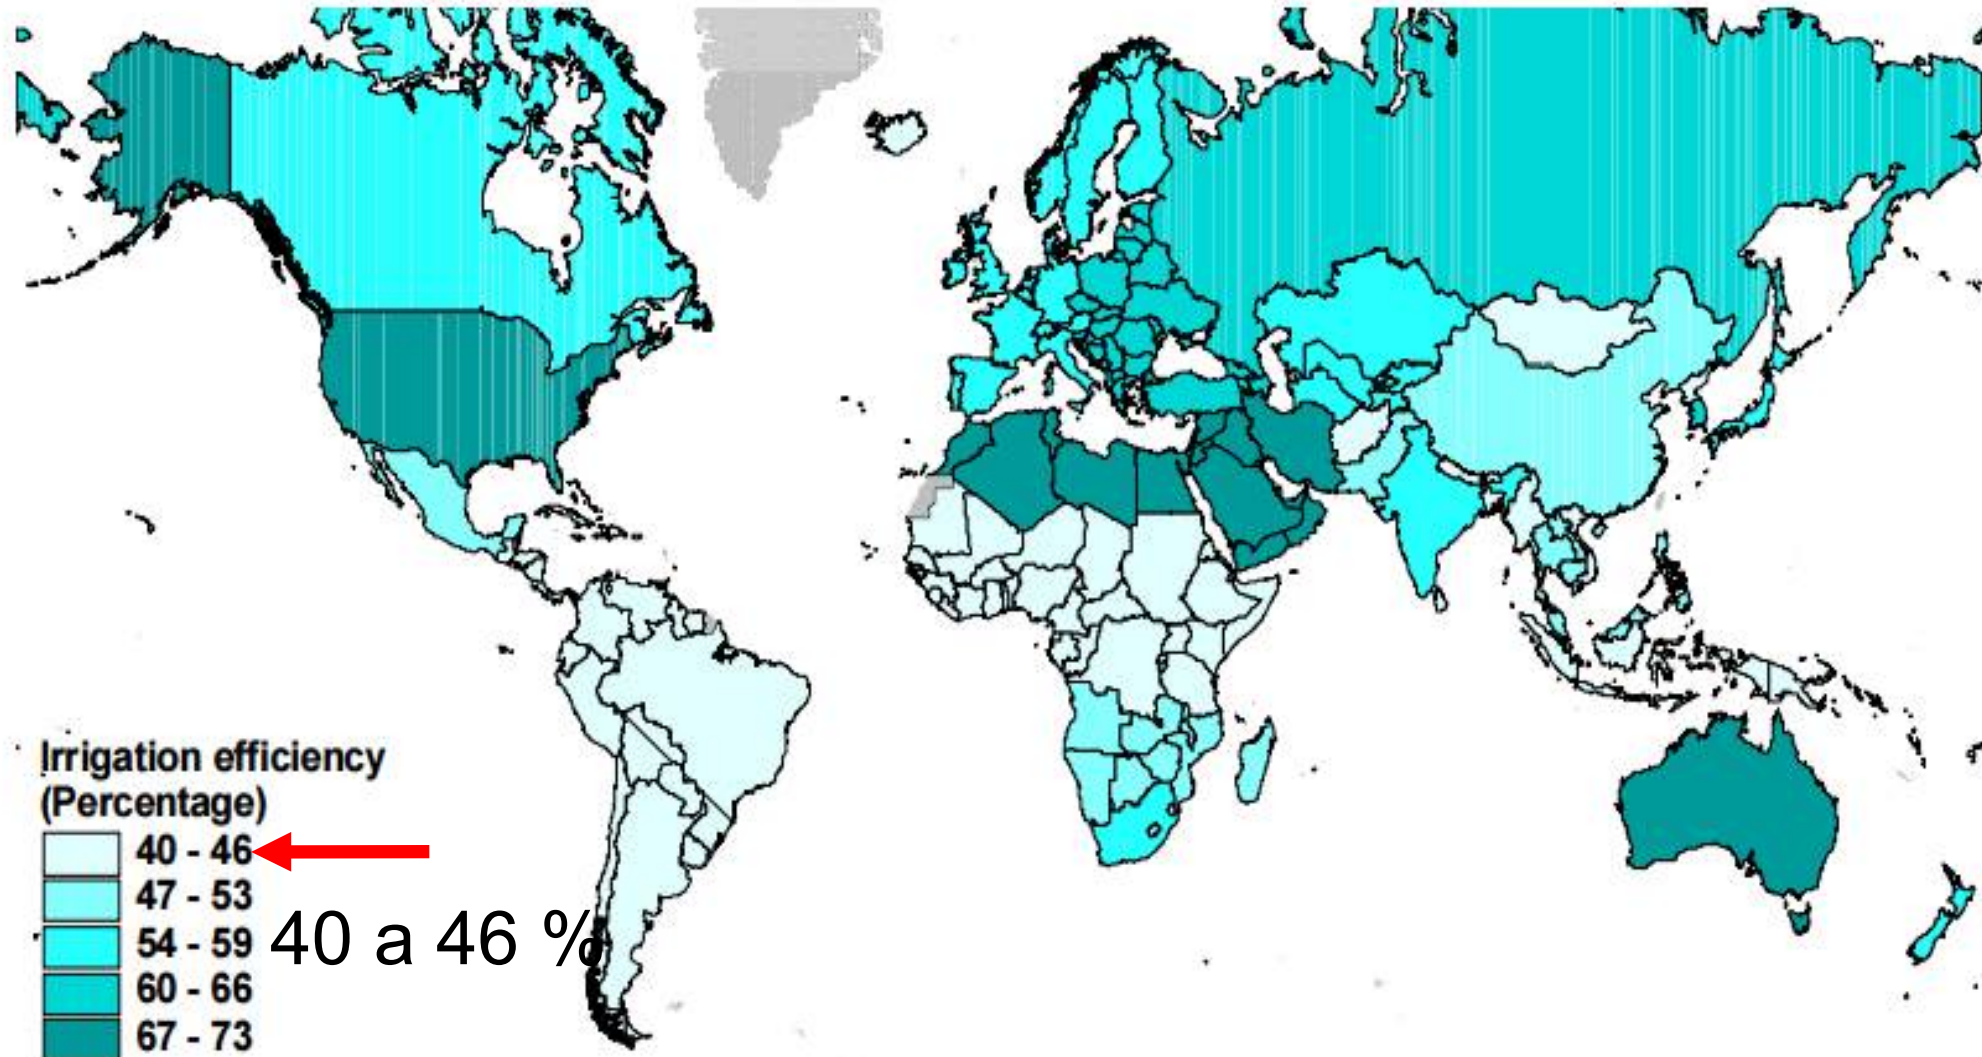 Irrigation efficiency
(Percentage)
40 - 46
47 - 53
54 - 59
60 - 66
67 - 73
40 a 46 %